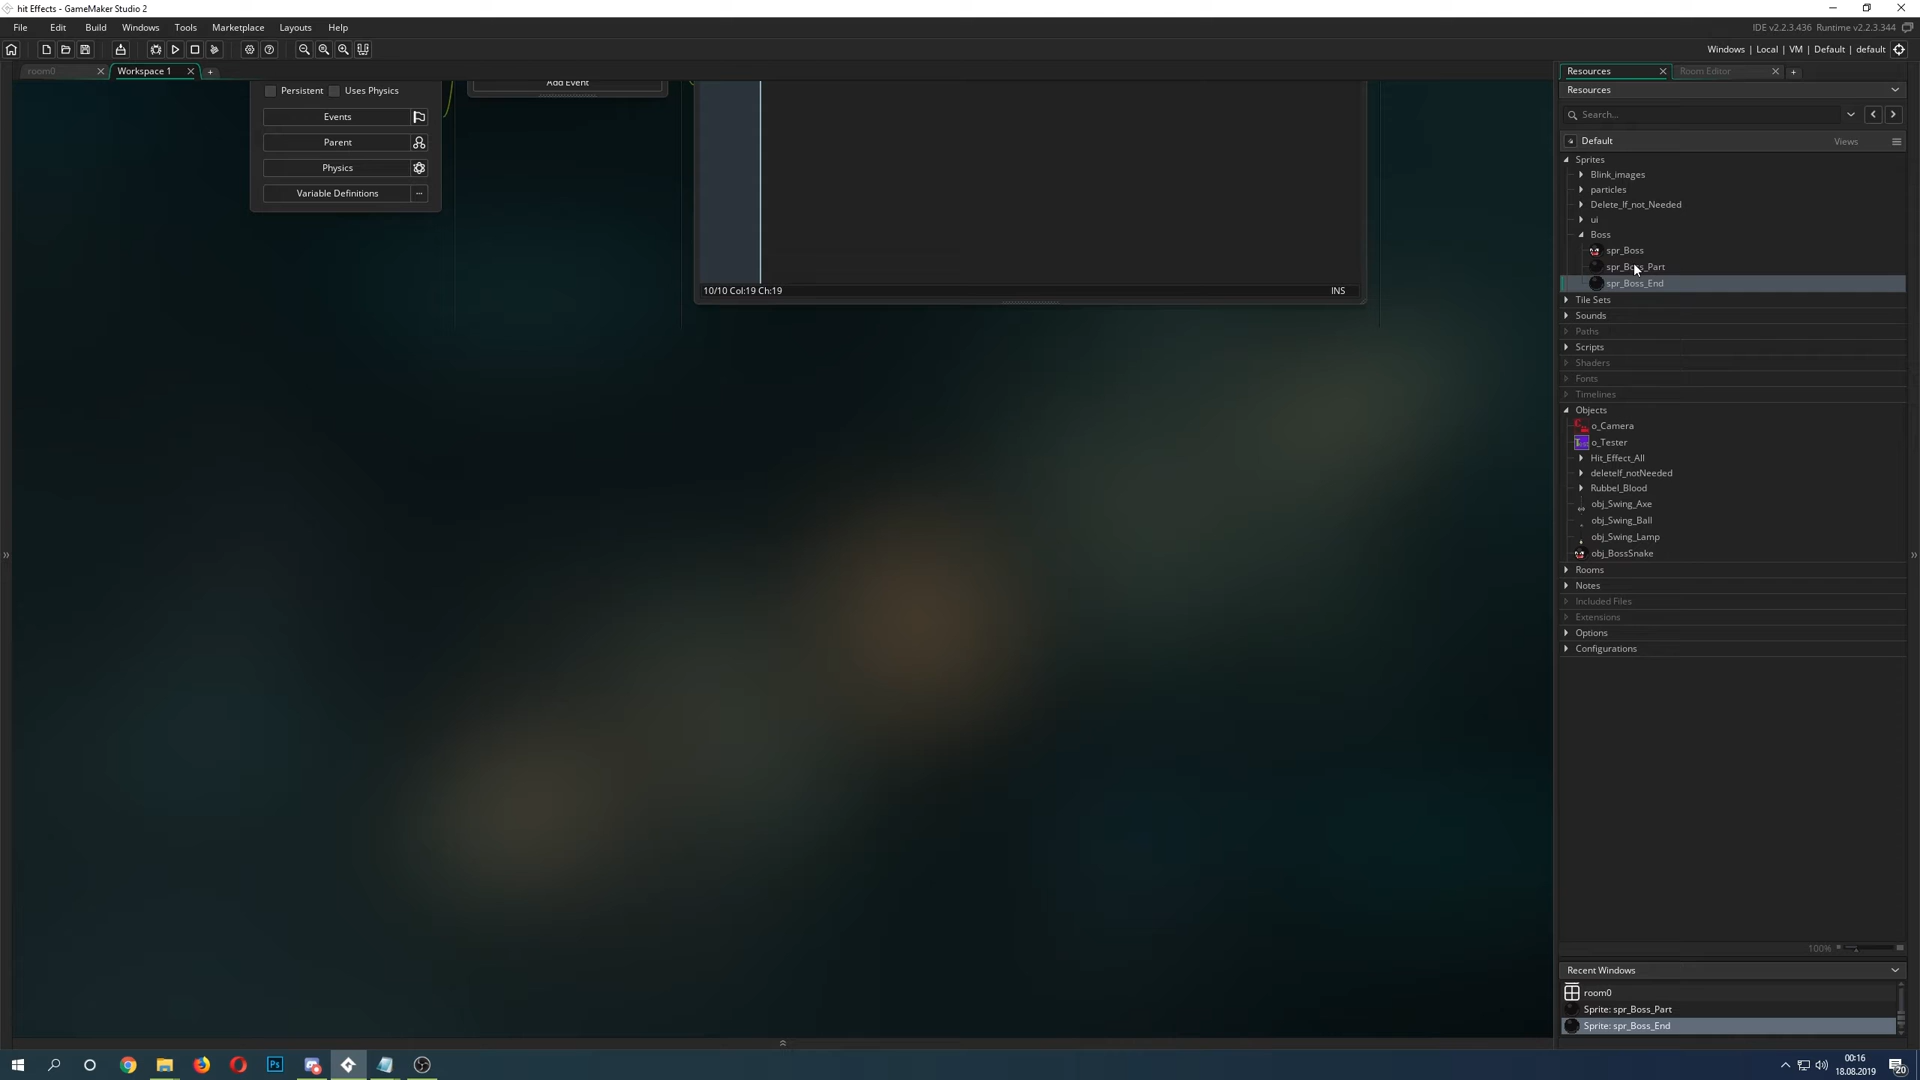 hit Effects - GameMaker Studio 2
File Edit Build Windows Tools Marketplace Layouts Help
IDE v2.2.3.436 Runtime v2.2.3.344
Windows | Local | VM | Default | default
room0
Workspace 1
Resources
Room Editor
Persistent
Uses Physics
Add Event
Events
Parent
Physics
Variable Definitions
10/10 Col:19 Ch:19
INS
Resources
Search...
Default
Views
Sprites
Blink_images
particles
Delete_If_not_Needed
ui
Boss
spr_Boss
spr_Boss_Part
spr_Boss_End
Tile Sets
Sounds
Paths
Scripts
Shaders
Fonts
Timelines
Objects
o_Camera
o_Tester
Hit_Effect_All
deleteIf_notNeeded
Rubbel_Blood
obj_Swing_Axe
obj_Swing_Ball
obj_Swing_Lamp
obj_BossSnake
Rooms
Notes
Included Files
Extensions
Options
Configurations
100%
Recent Windows
room0
Sprite: spr_Boss_Part
Sprite: spr_Boss_End
Ps
00:16
18.08.2019
20